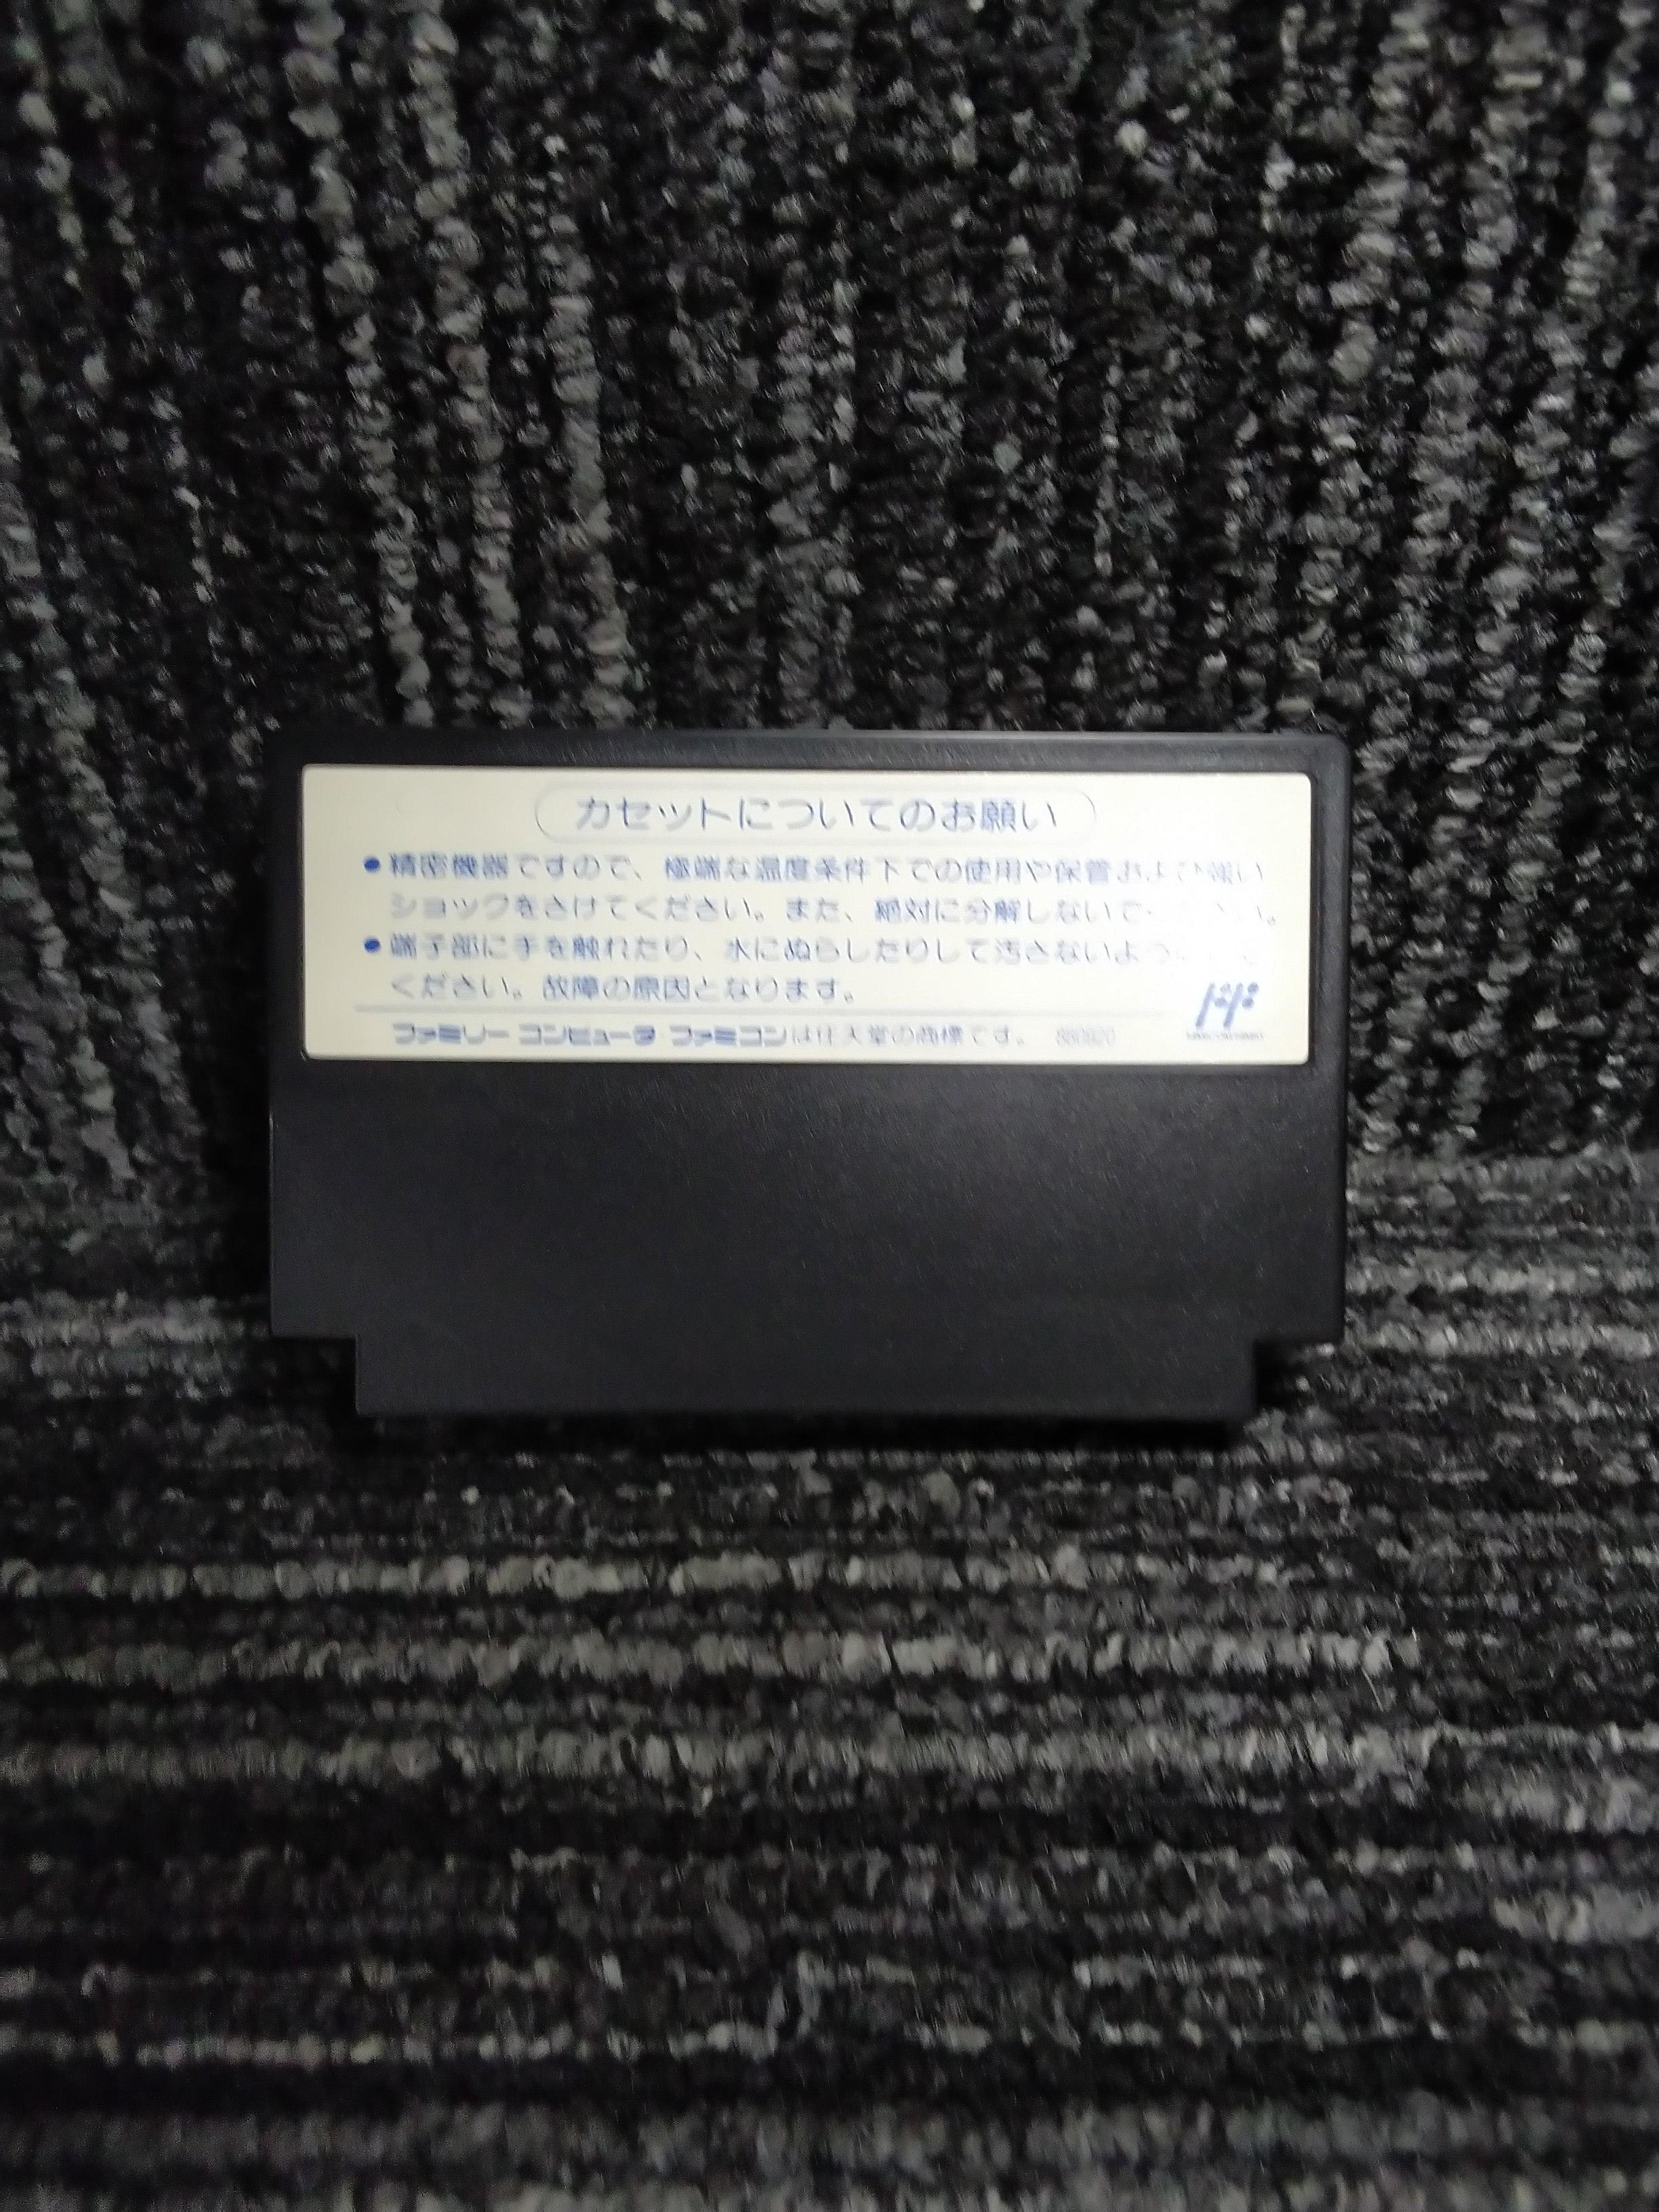 カセットについてのお願い
●精密機器ですので、極端な温度条件下での使用や保管および強い
ショックをさけてください。また、絶対に分解しないで
●端子部に手を触れたり、水にぬらしたりして汚さないよう
ください。故障の原因となります。
ファミリーコンピュータ・ファミコンは任天堂の商標です。